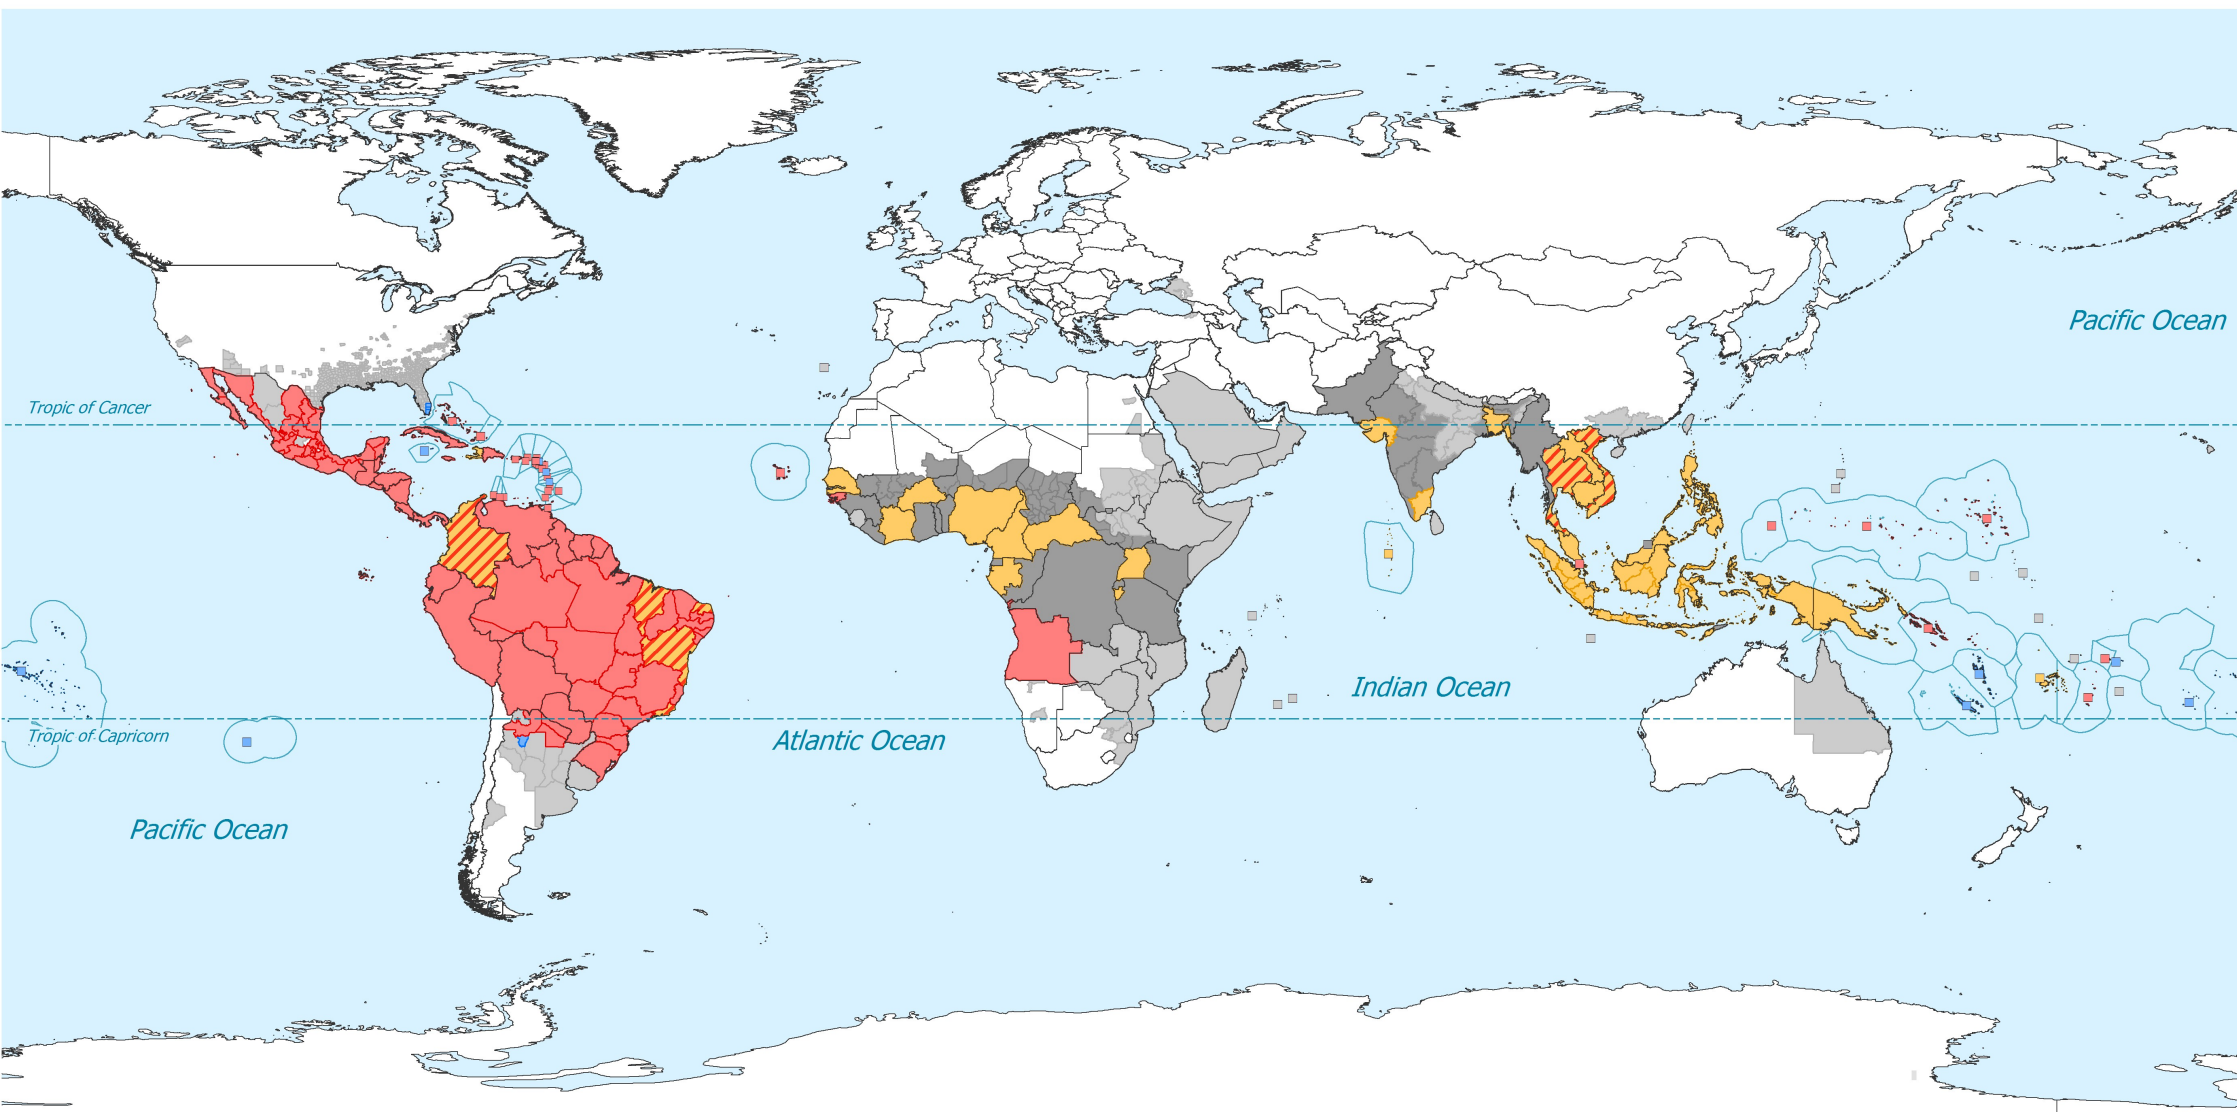 Pacific Ocean
Tropic of Cancer
Indian Ocean
Tropic of Capricorn
Atlantic Ocean
Pacific Ocean